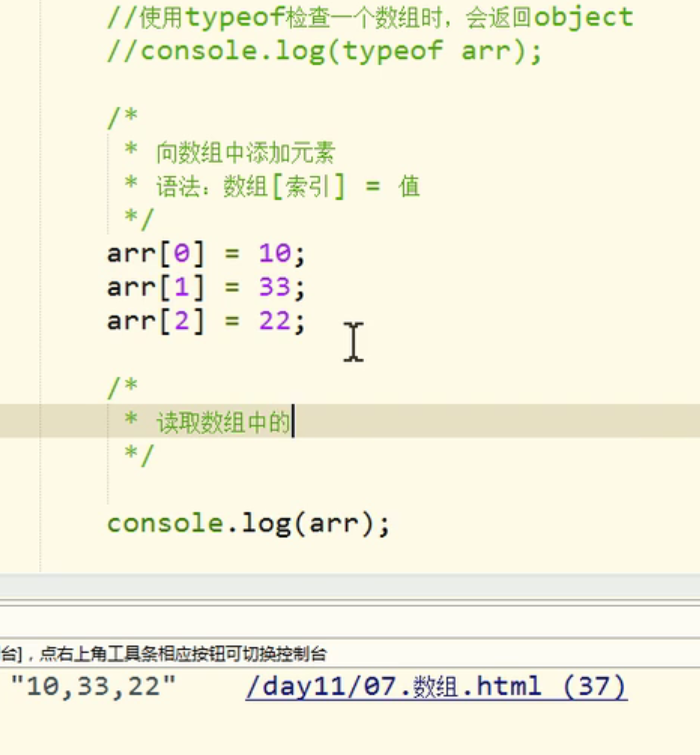 //使用typeof检查一个数组时，会返回object
//console.log(typeof arr);
/*
* 向数组中添加元素
* 语法：数组[索引] = 值
*/
arr[0] = 10;
arr[1] = 33;
arr[2] = 22;
/*
* 读取数组中的
*/
console.log(arr);
台]，点右上角工具条相应按钮可切换控制台
"10,33,22" /day11/07.数组.html (37)